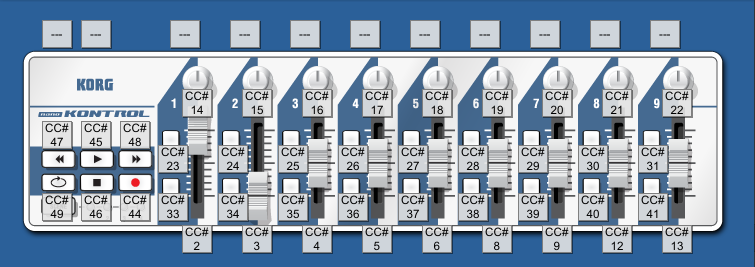 --- --- --- --- --- --- --- --- --- --- ---
KORG
KONTROL
1 2 3 4 5 6 7 8 9
CC# 14 CC# 15 CC# 16 CC# 17 CC# 18 CC# 19 CC# 20 CC# 21 CC# 22
CC# 47 CC# 45 CC# 48
CC# 23 CC# 24 CC# 25 CC# 26 CC# 27 CC# 28 CC# 29 CC# 30 CC# 31
CC# 49 CC# 46 CC# 44
CC# 33 CC# 34 CC# 35 CC# 36 CC# 37 CC# 38 CC# 39 CC# 40 CC# 41
CC# 2 CC# 3 CC# 4 CC# 5 CC# 6 CC# 8 CC# 9 CC# 12 CC# 13